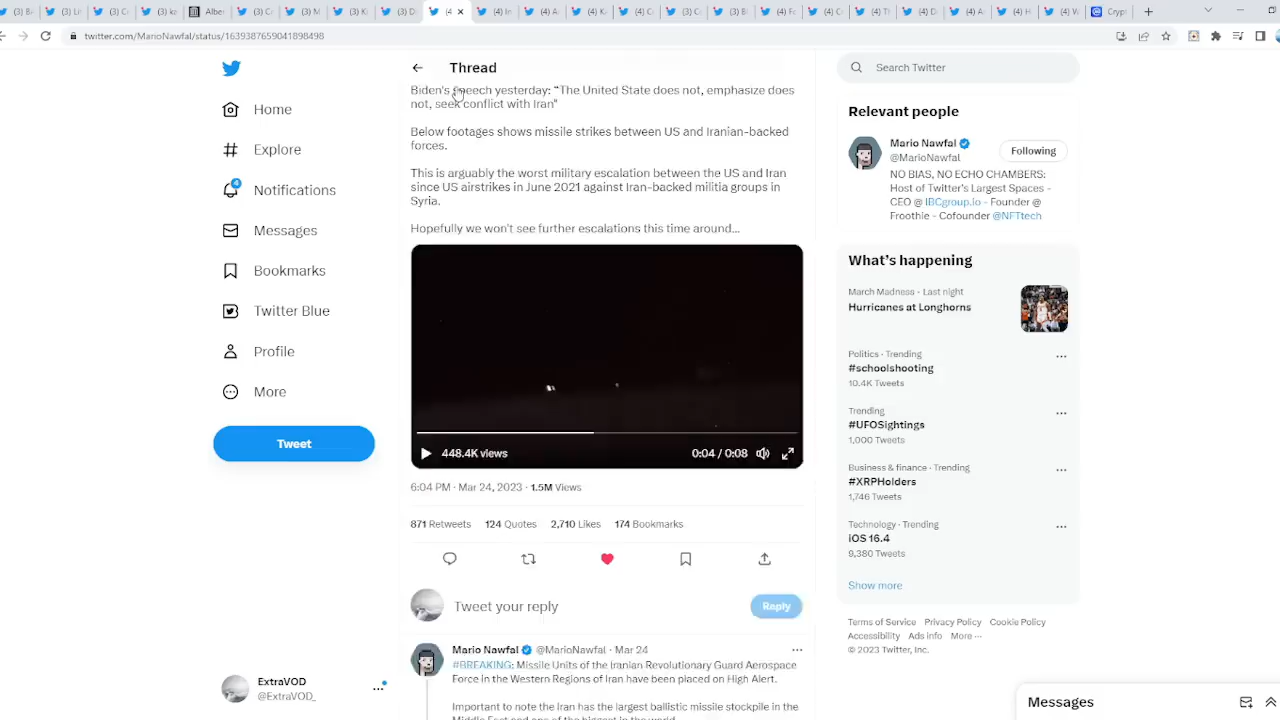 (4)
Alber
Crypt
twitter.com/MarioNawfal/status/1639387659041898498
Home
Explore
4
Notifications
Messages
Bookmarks
Twitter Blue
Profile
More
Tweet
ExtraVOD
@ExtraVOD_
Thread
Biden's speech yesterday: “The United State does not, emphasize does
not, seek conflict with Iran"
Below footages shows missile strikes between US and Iranian-backed
forces.
This is arguably the worst military escalation between the US and Iran
since US airstrikes in June 2021 against Iran-backed militia groups in
Syria.
Hopefully we won't see further escalations this time around...
448.4K views
0:04 / 0:08
6:04 PM · Mar 24, 2023 · 1.5M Views
871 Retweets 124 Quotes 2,710 Likes 174 Bookmarks
Tweet your reply
Reply
Mario Nawfal @MarioNawfal · Mar 24
#BREAKING: Missile Units of the Iranian Revolutionary Guard Aerospace
Force in the Western Regions of Iran have been placed on High Alert.
Important to note the Iran has the largest ballistic missile stockpile in the
Middle East and one of the biggest in the world
Search Twitter
Relevant people
Mario Nawfal
@MarioNawfal
Following
NO BIAS, NO ECHO CHAMBERS:
Host of Twitter's Largest Spaces -
CEO @ IBCgroup.io - Founder @
Froothie - Cofounder @NFTtech
What's happening
March Madness · Last night
Hurricanes at Longhorns
Politics · Trending
#schoolshooting
10.4K Tweets
Trending
#UFOSightings
1,000 Tweets
Business & finance · Trending
#XRPHolders
1,746 Tweets
Technology · Trending
iOS 16.4
9,380 Tweets
Show more
Terms of Service Privacy Policy Cookie Policy
Accessibility Ads info More ···
© 2023 Twitter, Inc.
Messages